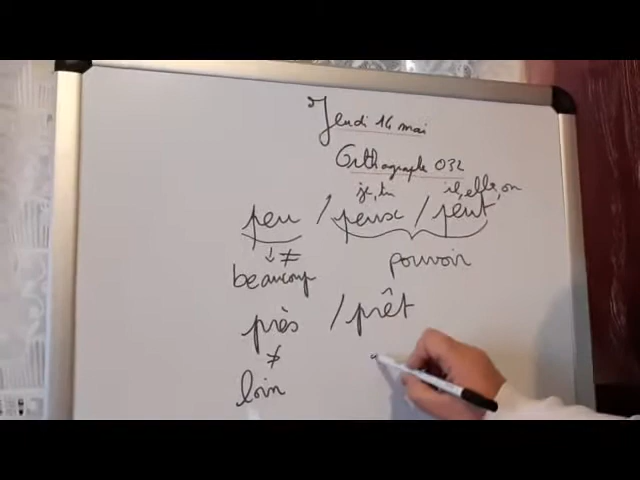 Jeudi 14 mai
Orthographe 032
je, tu il, elle, on
peu / peux / peut
↓ ≠
beaucoup pouvoir
près / prêt
≠
loin